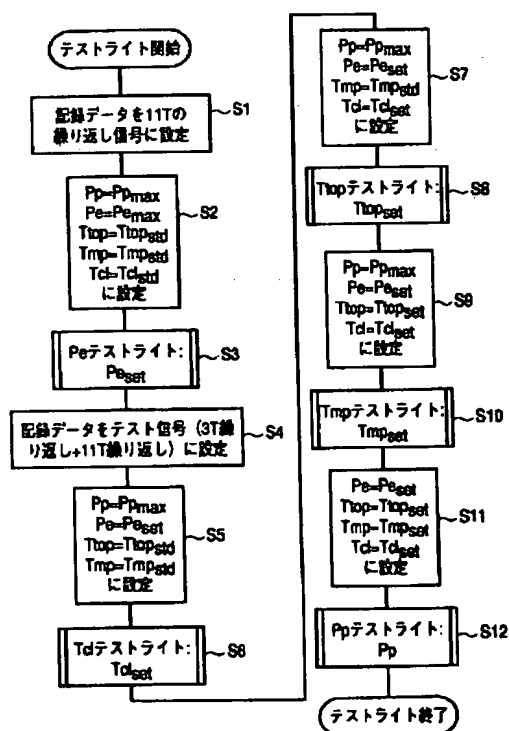 テストライト開始
記録データを11Tの
繰り返し信号に設定
S1
Pp=Ppmax
Pe=Pemax
Ttop=Ttopstd
Tmp=Tmpstd
Tcl=Tclstd
に設定
S2
Peテストライト:
Peset
S3
記録データをテスト信号（3T繰
り返し+11T繰り返し）に設定
S4
Pp=Ppmax
Pe=Peset
Ttop=Ttopstd
Tmp=Tmpstd
に設定
S5
Tclテストライト:
Tclset
S6
Pp=Ppmax
Pe=Peset
Tmp=Tmpstd
Tcl=Tclset
に設定
S7
Ttopテストライト:
Ttopset
S8
Pp=Ppmax
Pe=Peset
Ttop=Ttopset
Tcl=Tclset
に設定
S9
Tmpテストライト:
Tmpset
S10
Pe=Peset
Ttop=Ttopset
Tmp=Tmpset
Tcl=Tclset
に設定
S11
Ppテストライト:
Pp
S12
テストライト終了